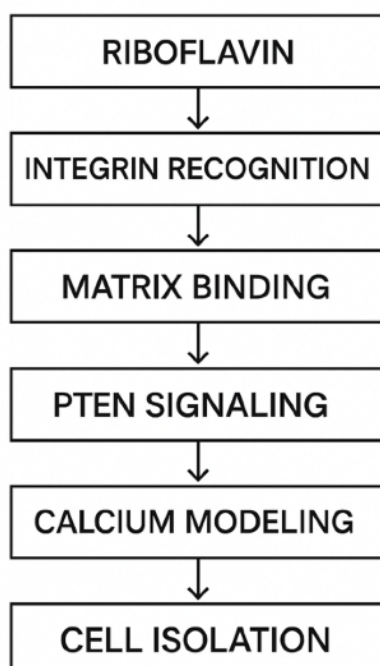 RIBOFLAVIN
INTEGRIN RECOGNITION
MATRIX BINDING
PTEN SIGNALING
CALCIUM MODELING
CELL ISOLATION